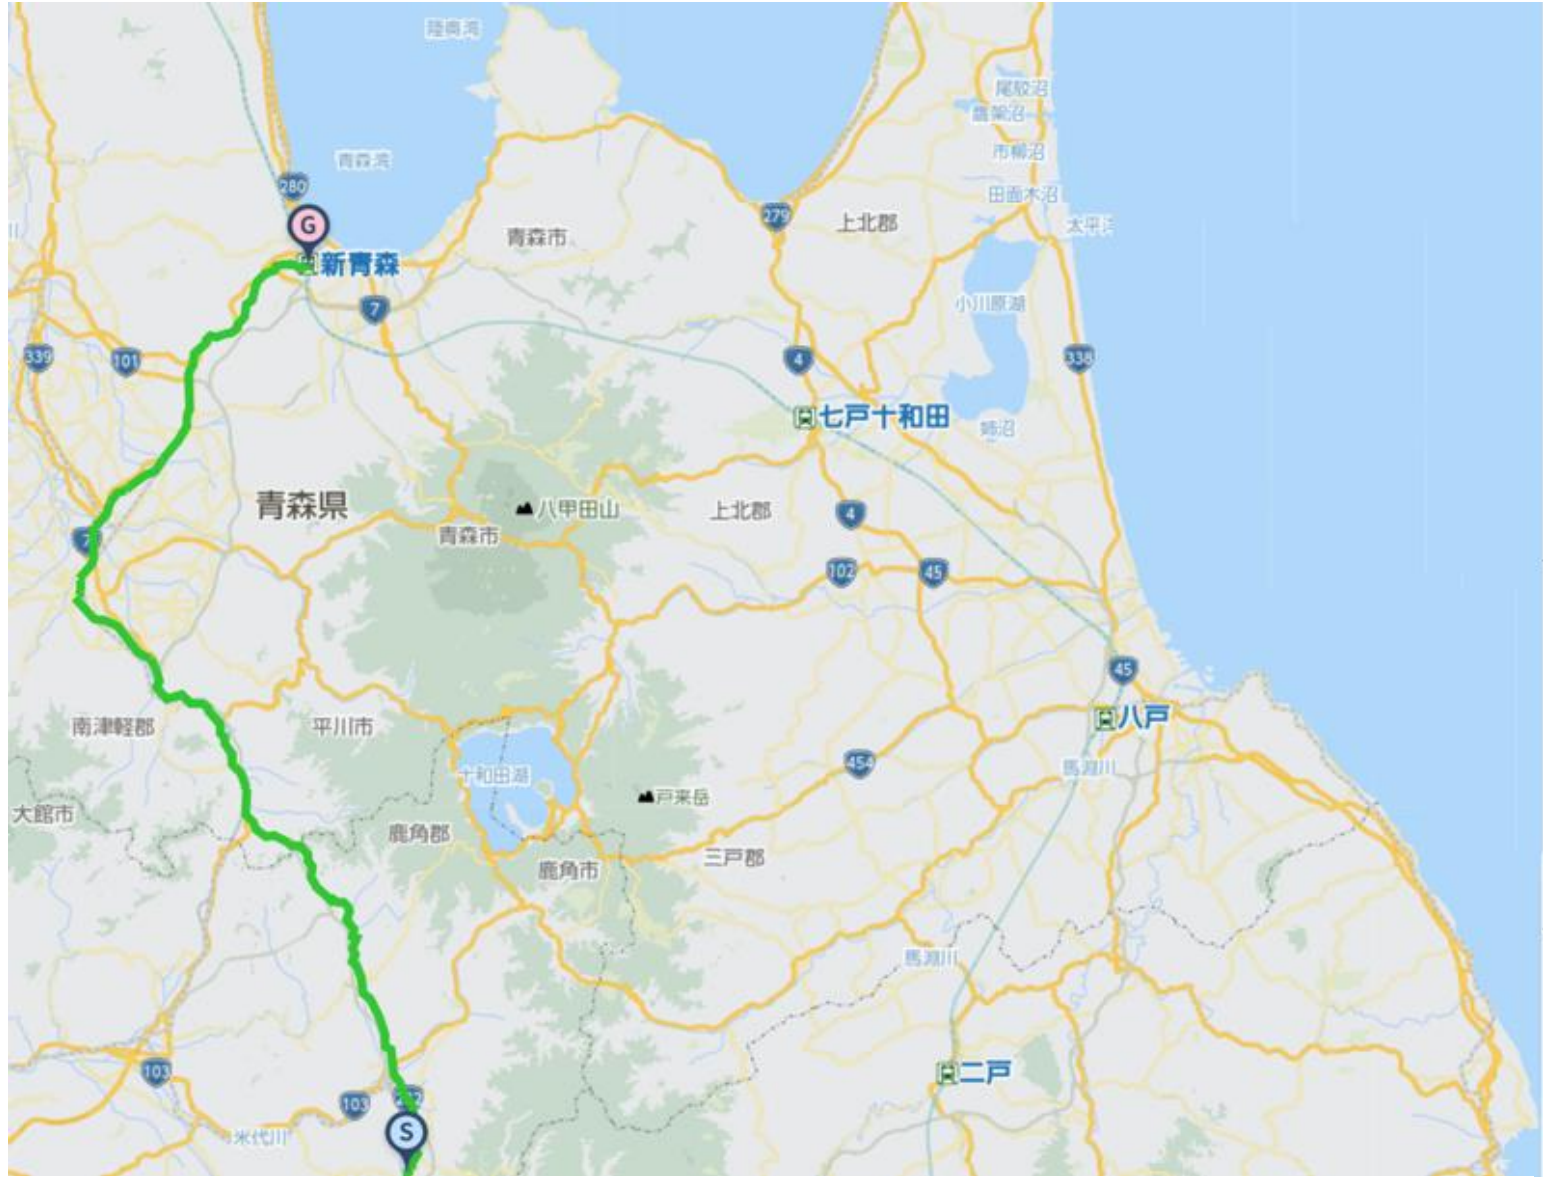 陸奥湾
尾駮沼
鷹架沼
青森湾
市柳沼
280
田面木沼
279
上北郡
太平
G
青森市
川
新青森
小川原湖
7
339
101
4
338
七戸十和田
姉沼
青森県
八甲田山
上北郡
4
青森市
7
102
45
45
南津軽郡
平川市
八戸
454
馬淵川
十和田湖
戸来岳
大館市
鹿角郡
三戸郡
鹿角市
馬淵川
103
二戸
103
米代川
S